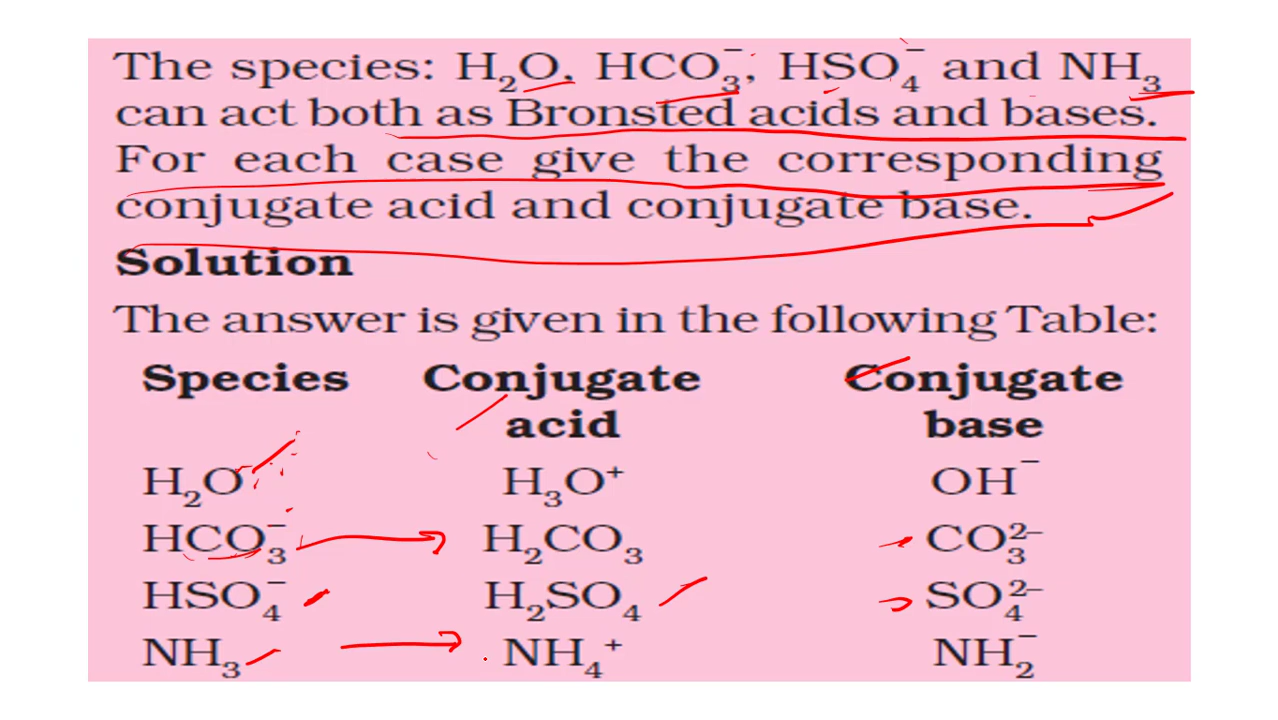 The species: H₂O, HCO₃⁻, HSO₄⁻ and NH₃
can act both as Bronsted acids and bases.
For each case give the corresponding
conjugate acid and conjugate base.
Solution
The answer is given in the following Table:
Species Conjugate acid Conjugate base
H₂O H₃O⁺ OH⁻
HCO₃⁻ H₂CO₃ CO₃²⁻
HSO₄⁻ H₂SO₄ SO₄²⁻
NH₃ NH₄⁺ NH₂⁻